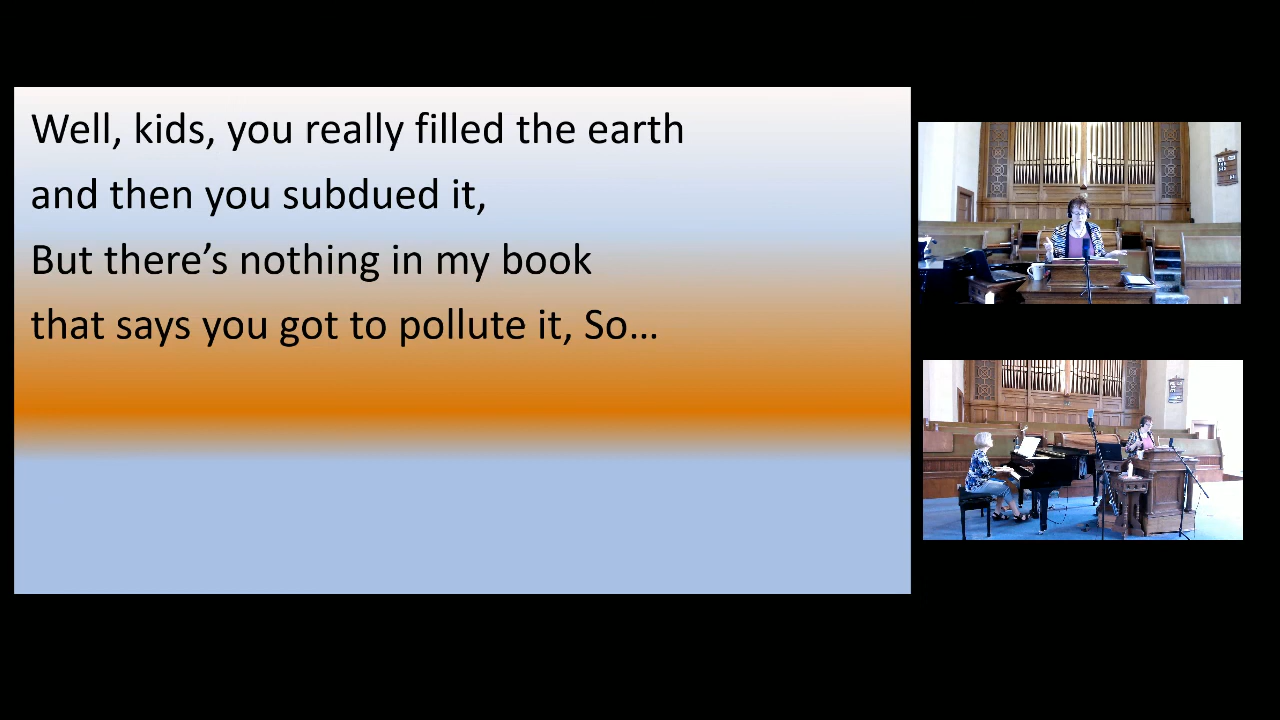 Well, kids, you really filled the earth
and then you subdued it,
But there’s nothing in my book
that says you got to pollute it, So…